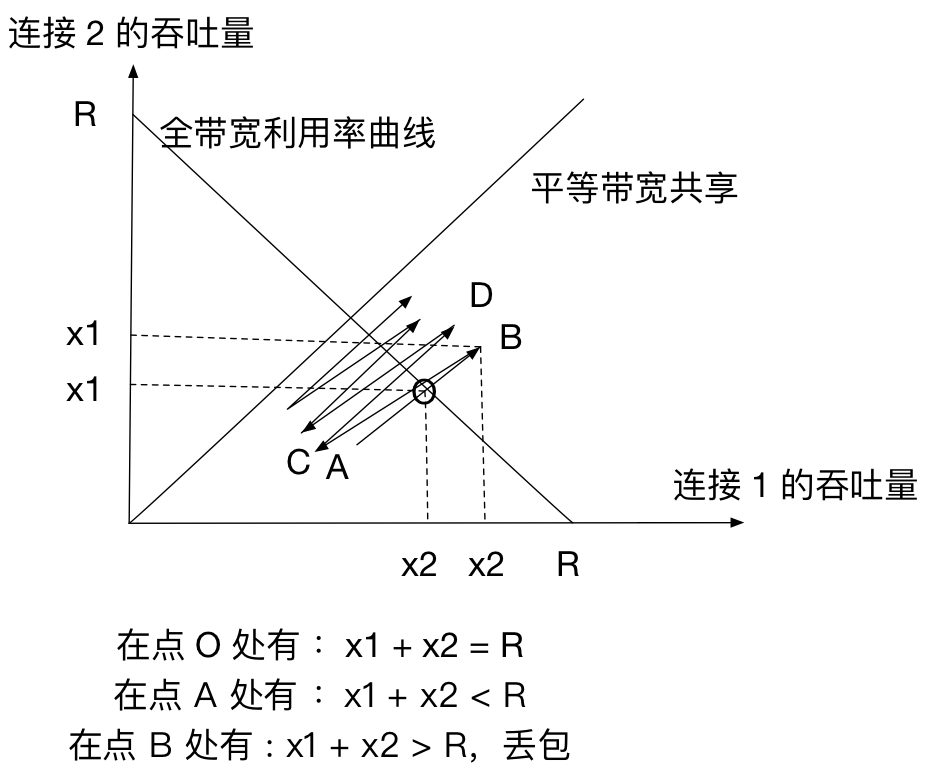 连接 2 的吞吐量
R
全带宽利用率曲线
平等带宽共享
D
x1
B
x1
O
C
A
连接 1 的吞吐量
x2
x2
R
在点 O 处有： x1 + x2 = R
在点 A 处有： x1 + x2 < R
在点 B 处有 : x1 + x2 > R，丢包